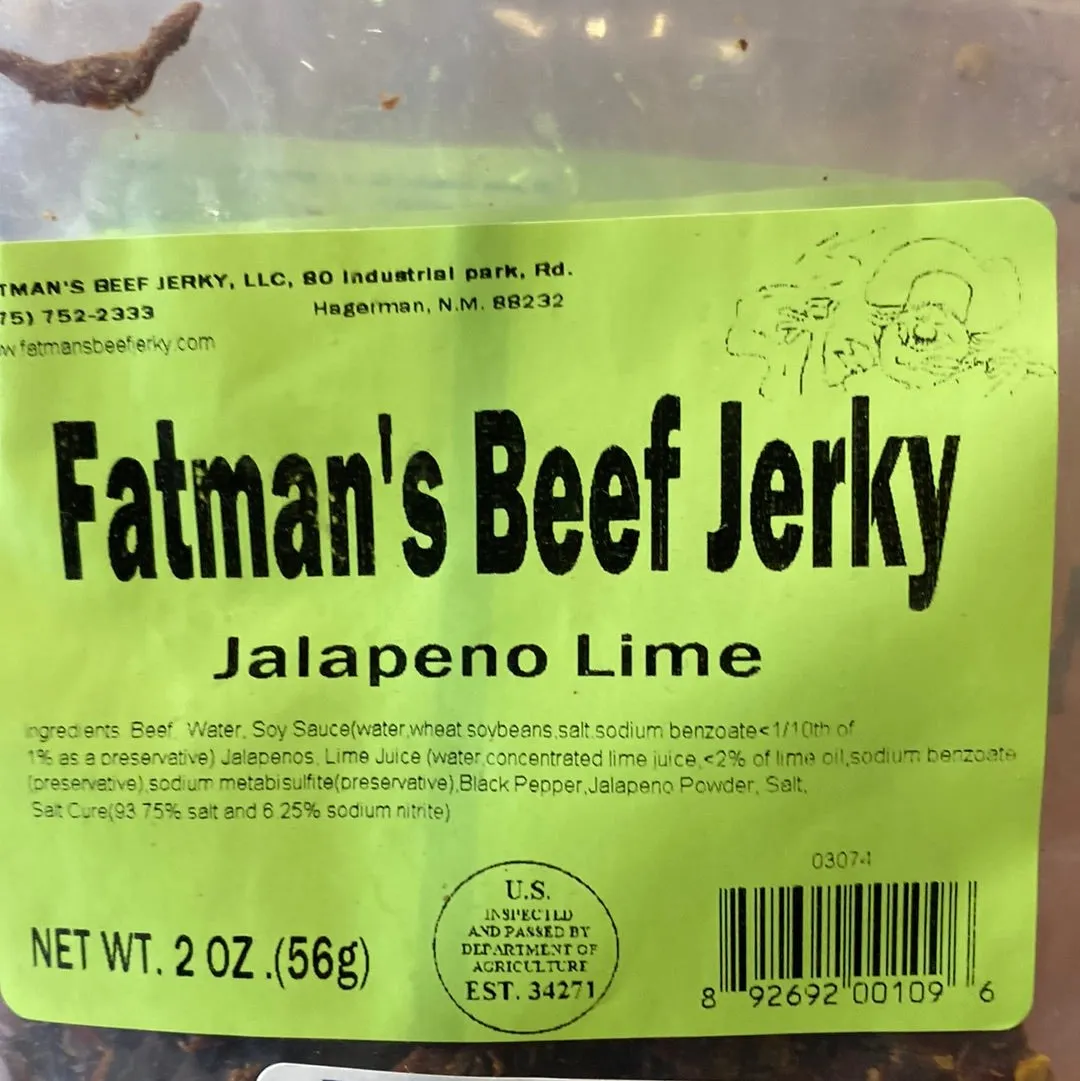 TMAN'S BEEF JERKY, LLC, 80 Industrial park, Rd.
75) 752-2333 Hagerman, N.M. 88232
w.fatmansbeefjerky.com
Fatman's Beef Jerky
Jalapeno Lime
Ingredients: Beef, Water, Soy Sauce(water,wheat,soybeans,salt,sodium benzoate<1/10th of
1% as a preservative) Jalapenos, Lime Juice (water,concentrated lime juice,<2% of lime oil,sodium benzoate
(preservative),sodium metabisulfite(preservative),Black Pepper,Jalapeno Powder, Salt,
Salt Cure(93.75% salt and 6.25% sodium nitrite)
03074
U.S.
INSPECTED
AND PASSED BY
DEPARTMENT OF
AGRICULTURE
EST. 34271
NET WT. 2 OZ .(56g)
8 92692 00109 6